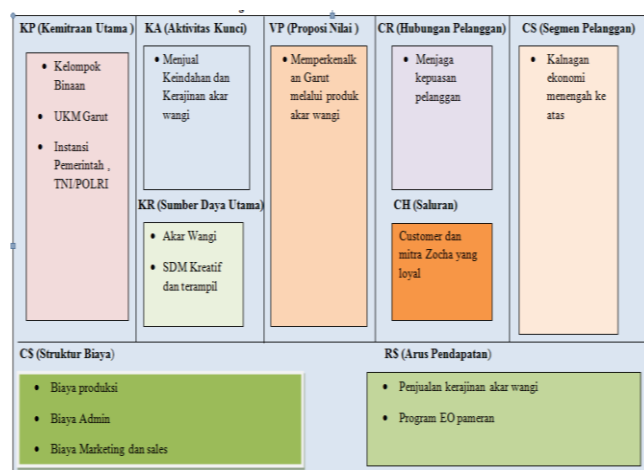 KP (Kemitraan Utama )
• Kelompok
Binaan
• UKM Garut
• Instansi
Pemerintah ,
TNI/POLRI
KA (Aktivitas Kunci)
• Menjual
Keindahan dan
Kerajinan akar
wangi
KR (Sumber Daya Utama)
• Akar Wangi
• SDM Kreatif
dan terampil
VP (Proposi Nilai )
• Memperkenalk
an Garut
melalui produk
akar wangi
CR (Hubungan Pelanggan)
• Menjaga
kepuasan
pelanggan
CH (Saluran)
Customer dan
mitra Zocha yang
loyal
CS (Segmen Pelanggan)
• Kalnagan
ekonomi
menengah ke
atas
C$ (Struktur Biaya)
• Biaya produksi
• Biaya Admin
• Biaya Marketing dan sales
R$ (Arus Pendapatan)
• Penjualan kerajinan akar wangi
• Program EO pameran